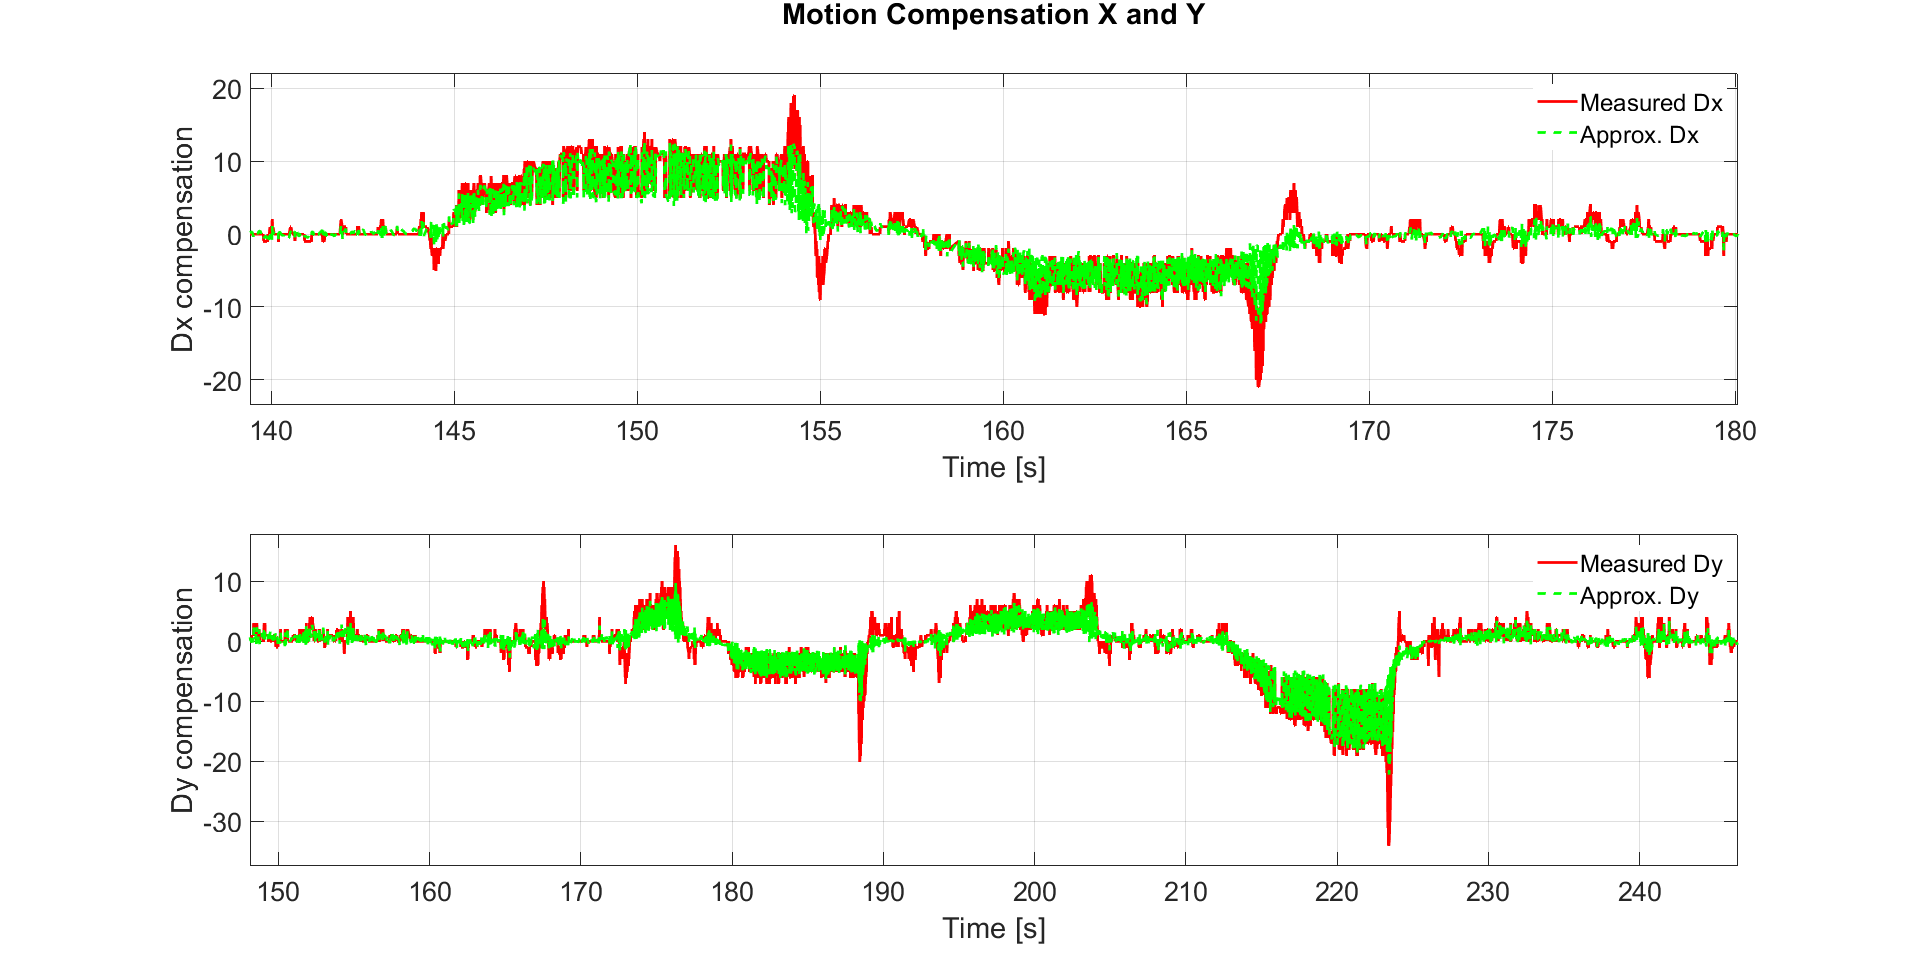 Motion Compensation X and Y
20
10
0
-10
-20
Dx compensation
Measured Dx
Approx. Dx
140 145 150 155 160 165 170 175 180
Time [s]
10
0
-10
-20
-30
Dy compensation
Measured Dy
Approx. Dy
150 160 170 180 190 200 210 220 230 240
Time [s]